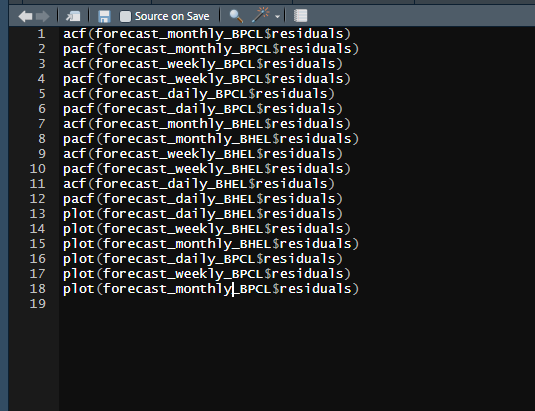 Source on Save
1 acf(forecast_monthly_BPCL$residuals)
2 pacf(forecast_monthly_BPCL$residuals)
3 acf(forecast_weekly_BPCL$residuals)
4 pacf(forecast_weekly_BPCL$residuals)
5 acf(forecast_daily_BPCL$residuals)
6 pacf(forecast_daily_BPCL$residuals)
7 acf(forecast_monthly_BHEL$residuals)
8 pacf(forecast_monthly_BHEL$residuals)
9 acf(forecast_weekly_BHEL$residuals)
10 pacf(forecast_weekly_BHEL$residuals)
11 acf(forecast_daily_BHEL$residuals)
12 pacf(forecast_daily_BHEL$residuals)
13 plot(forecast_daily_BHEL$residuals)
14 plot(forecast_weekly_BHEL$residuals)
15 plot(forecast_monthly_BHEL$residuals)
16 plot(forecast_daily_BPCL$residuals)
17 plot(forecast_weekly_BPCL$residuals)
18 plot(forecast_monthly_BPCL$residuals)
19